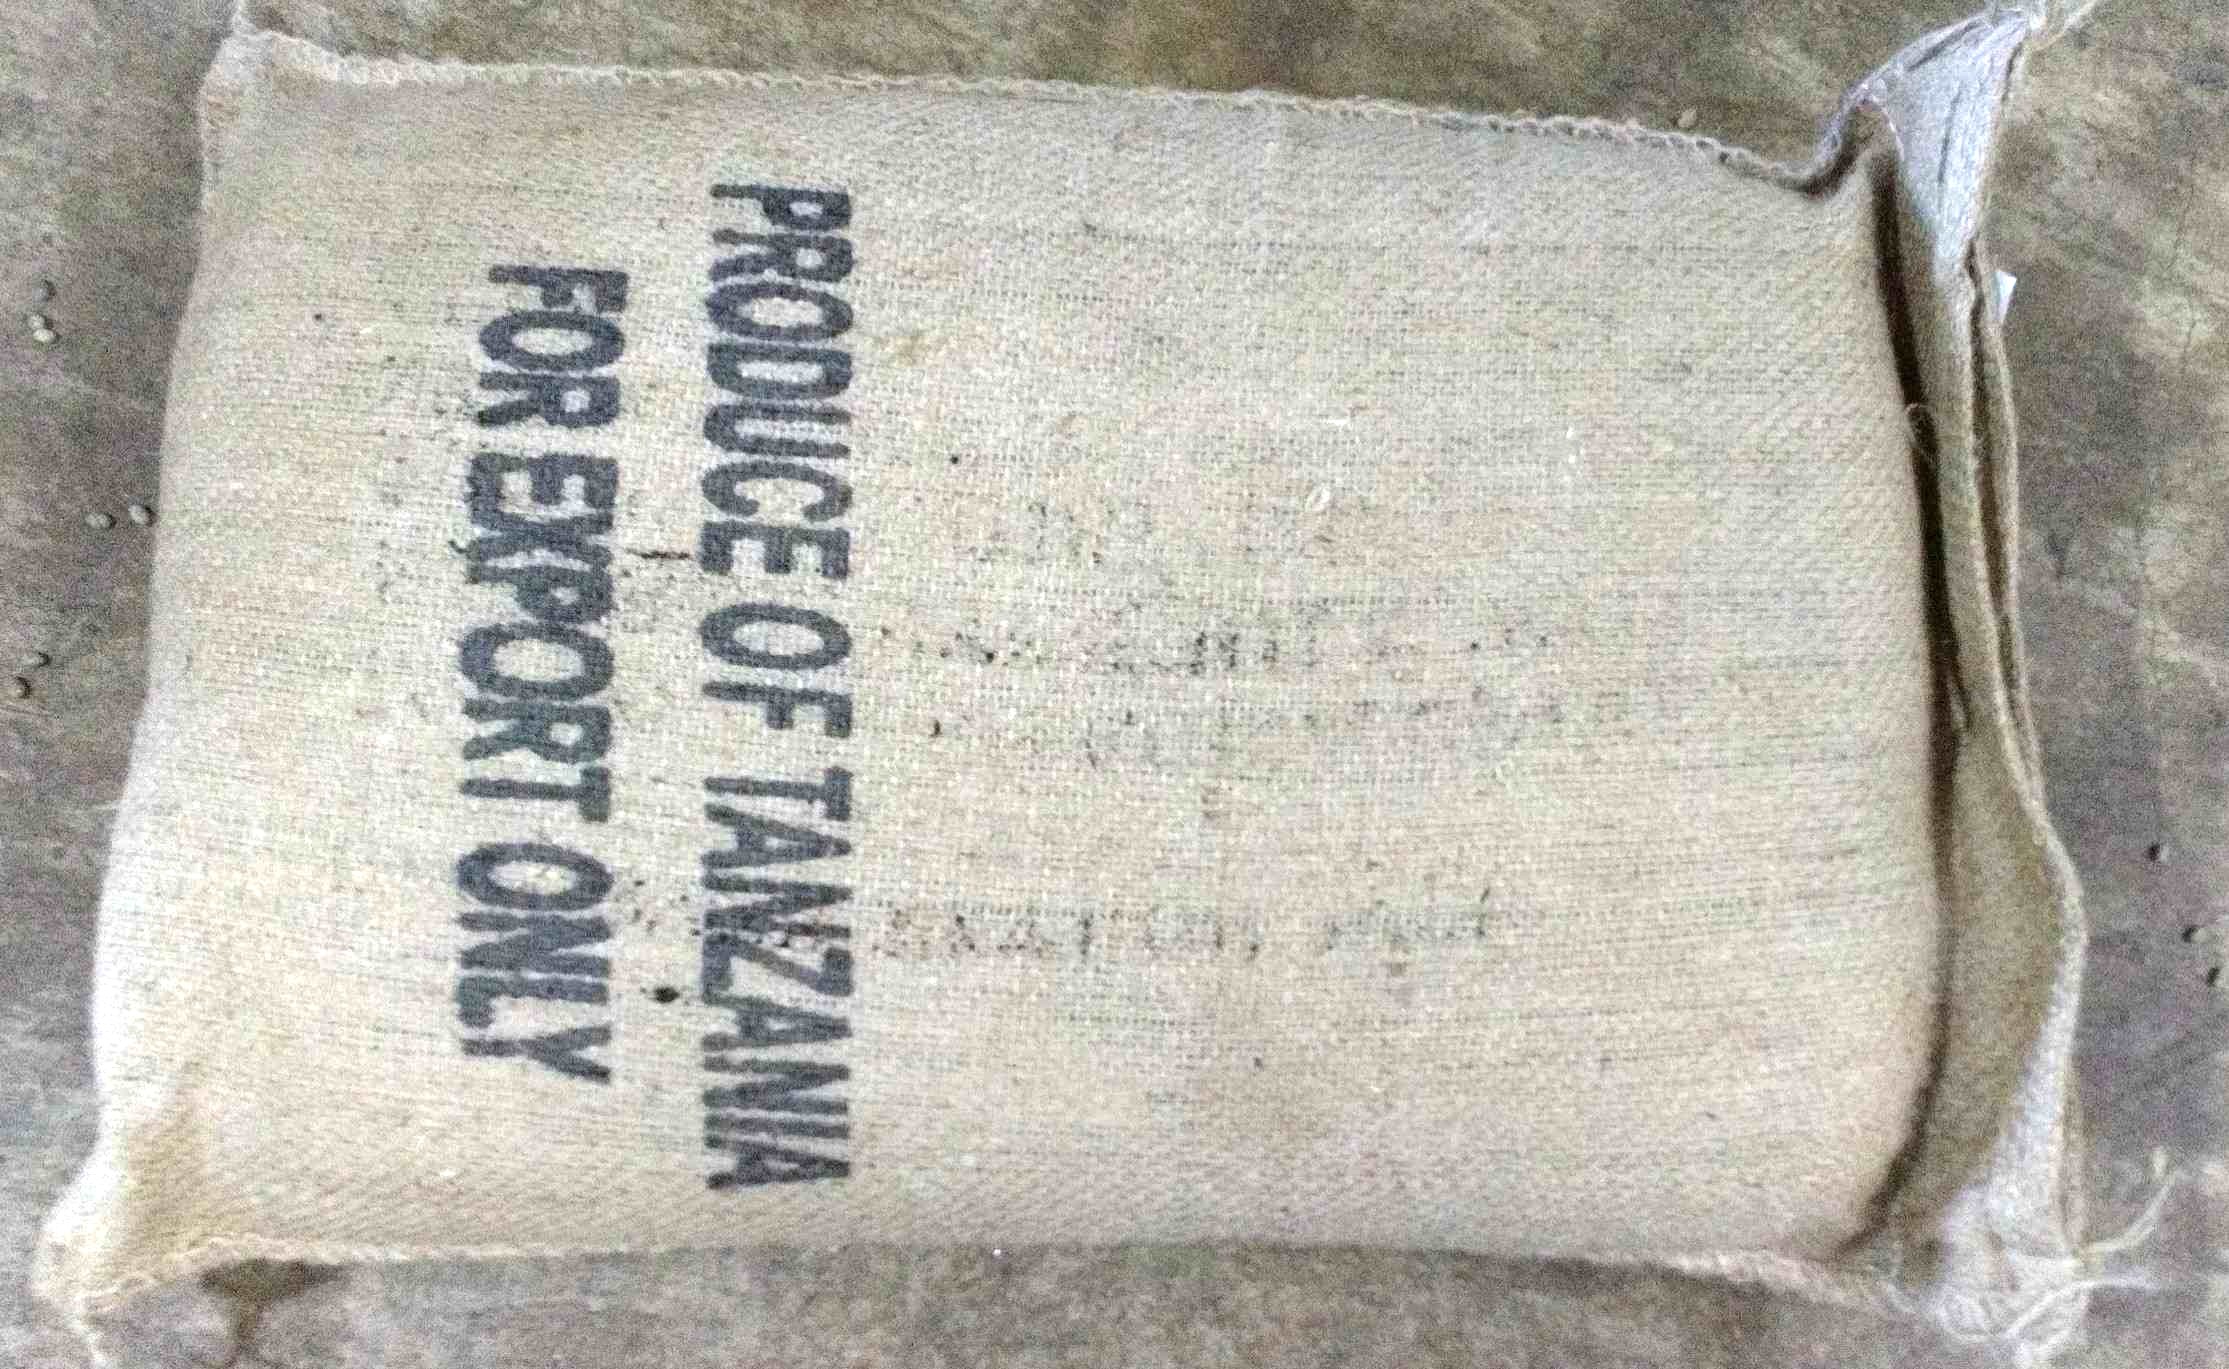 PRODUCE OF TANZANIA
FOR EXPORT ONLY